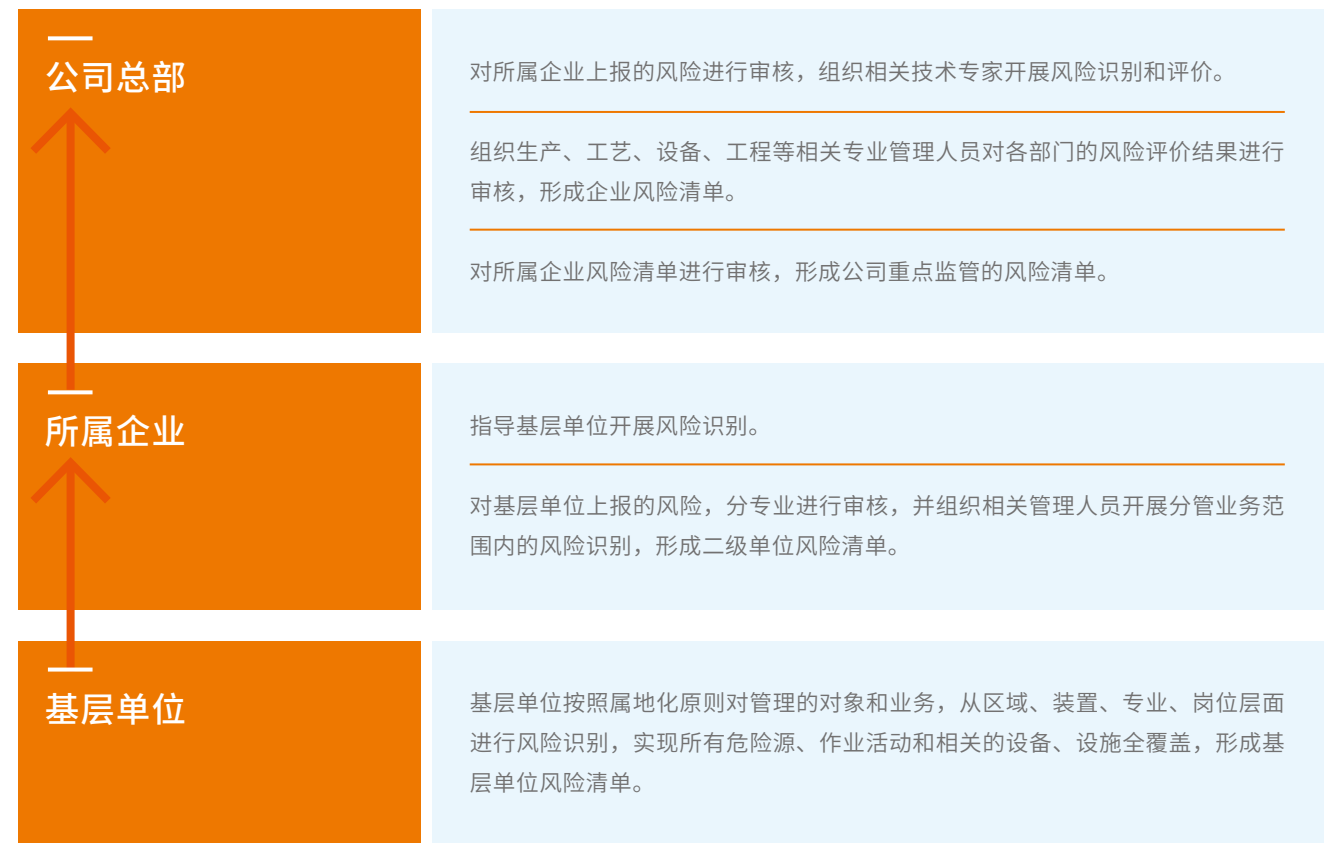 公司总部
对所属企业上报的风险进行审核，组织相关技术专家开展风险识别和评价。
组织生产、工艺、设备、工程等相关专业管理人员对各部门的风险评价结果进行
审核，形成企业风险清单。
对所属企业风险清单进行审核，形成公司重点监管的风险清单。
所属企业
指导基层单位开展风险识别。
对基层单位上报的风险，分专业进行审核，并组织相关管理人员开展分管业务范
围内的风险识别，形成二级单位风险清单。
基层单位
基层单位按照属地化原则对管理的对象和业务，从区域、装置、专业、岗位层面
进行风险识别，实现所有危险源、作业活动和相关的设备、设施全覆盖，形成基
层单位风险清单。